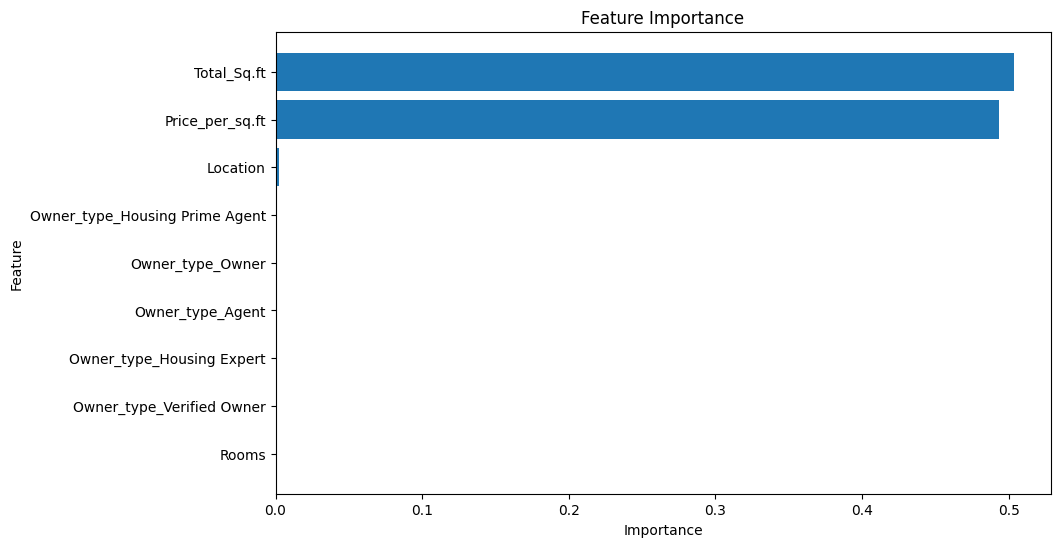 Feature Importance
Total_Sq.ft
Price_per_sq.ft
Location
Owner_type_Housing Prime Agent
Owner_type_Owner
Owner_type_Agent
Owner_type_Housing Expert
Owner_type_Verified Owner
Rooms
Feature
0.0 0.1 0.2 0.3 0.4 0.5
Importance